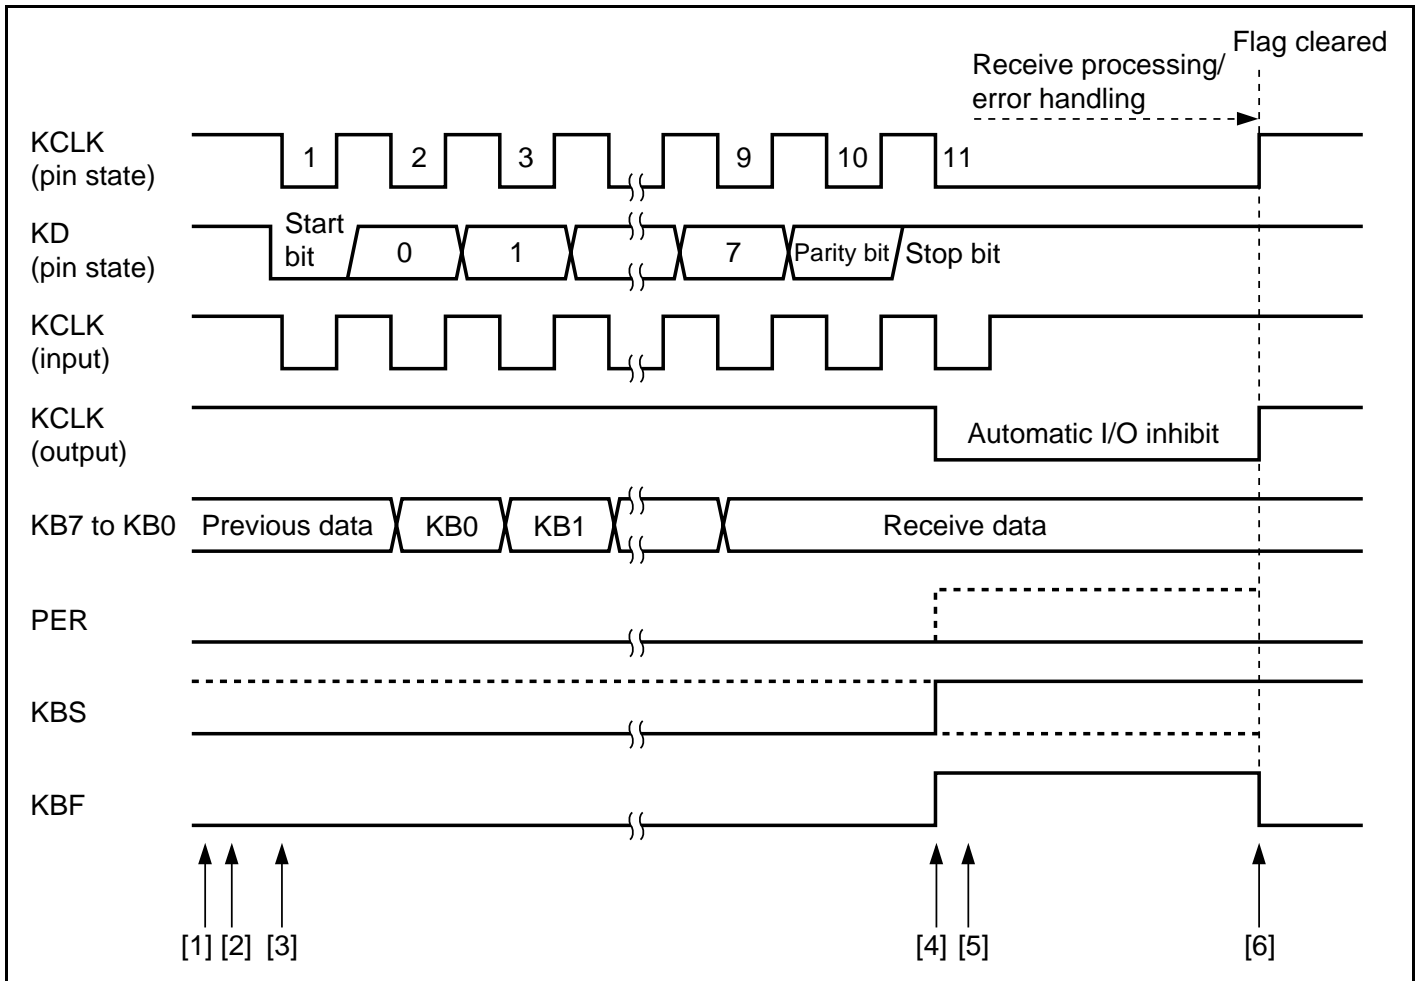 Flag cleared
Receive processing/
error handling
KCLK
(pin state)
1 2 3 9 10 11
KD
(pin state)
Start
bit
0 1 7 Parity bit Stop bit
KCLK
(input)
KCLK
(output)
Automatic I/O inhibit
KB7 to KB0 Previous data KB0 KB1 Receive data
PER
KBS
KBF
[1] [2] [3] [4] [5] [6]